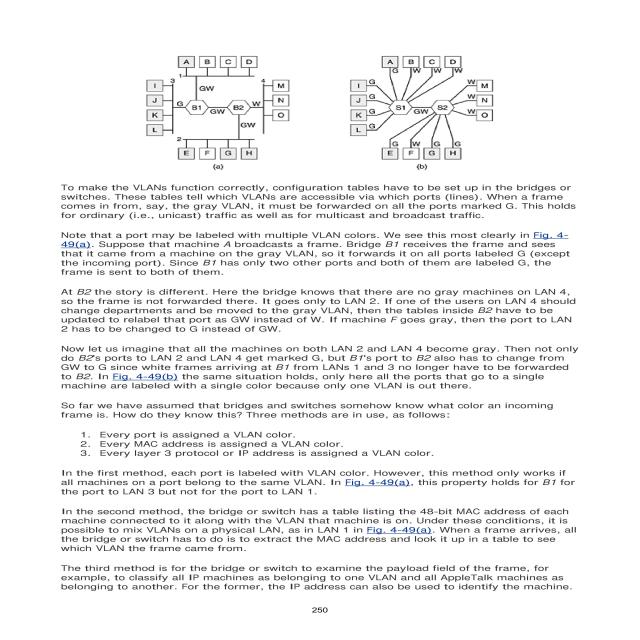 A B C D
1
3
4
GW
I
J
K
L
G
B1
GW
B2
W
GW
M
N
O
2
E F G H
(a)
A B C D
G W W W
I G
J G
K G
L G
S1
GW
S2
W M
W N
W O
G W G G
E F G H
(b)
To make the VLANs function correctly, configuration tables have to be set up in the bridges or
switches. These tables tell which VLANs are accessible via which ports (lines). When a frame
comes in from, say, the gray VLAN, it must be forwarded on all the ports marked G. This holds
for ordinary (i.e., unicast) traffic as well as for multicast and broadcast traffic.
Note that a port may be labeled with multiple VLAN colors. We see this most clearly in Fig. 4-
49(a). Suppose that machine A broadcasts a frame. Bridge B1 receives the frame and sees
that it came from a machine on the gray VLAN, so it forwards it on all ports labeled G (except
the incoming port). Since B1 has only two other ports and both of them are labeled G, the
frame is sent to both of them.
At B2 the story is different. Here the bridge knows that there are no gray machines on LAN 4,
so the frame is not forwarded there. It goes only to LAN 2. If one of the users on LAN 4 should
change departments and be moved to the gray VLAN, then the tables inside B2 have to be
updated to relabel that port as GW instead of W. If machine F goes gray, then the port to LAN
2 has to be changed to G instead of GW.
Now let us imagine that all the machines on both LAN 2 and LAN 4 become gray. Then not only
do B2's ports to LAN 2 and LAN 4 get marked G, but B1's port to B2 also has to change from
GW to G since white frames arriving at B1 from LANs 1 and 3 no longer have to be forwarded
to B2. In Fig. 4-49(b) the same situation holds, only here all the ports that go to a single
machine are labeled with a single color because only one VLAN is out there.
So far we have assumed that bridges and switches somehow know what color an incoming
frame is. How do they know this? Three methods are in use, as follows:
1. Every port is assigned a VLAN color.
2. Every MAC address is assigned a VLAN color.
3. Every layer 3 protocol or IP address is assigned a VLAN color.
In the first method, each port is labeled with VLAN color. However, this method only works if
all machines on a port belong to the same VLAN. In Fig. 4-49(a), this property holds for B1 for
the port to LAN 3 but not for the port to LAN 1.
In the second method, the bridge or switch has a table listing the 48-bit MAC address of each
machine connected to it along with the VLAN that machine is on. Under these conditions, it is
possible to mix VLANs on a physical LAN, as in LAN 1 in Fig. 4-49(a). When a frame arrives, all
the bridge or switch has to do is to extract the MAC address and look it up in a table to see
which VLAN the frame came from.
The third method is for the bridge or switch to examine the payload field of the frame, for
example, to classify all IP machines as belonging to one VLAN and all AppleTalk machines as
belonging to another. For the former, the IP address can also be used to identify the machine.
250